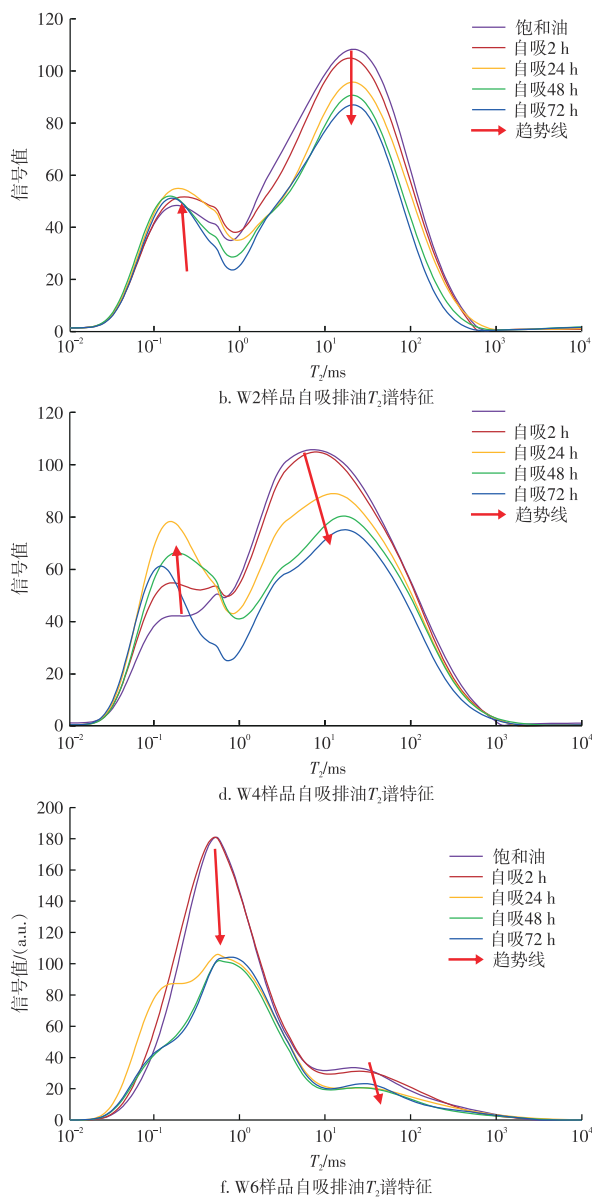 120
100
80
60
40
20
0
信号值
饱和油
自吸2 h
自吸24 h
自吸48 h
自吸72 h
趋势线
10⁻² 10⁻¹ 10⁰ 10¹ 10² 10³ 10⁴
T₂/ms
b. W2样品自吸排油T₂谱特征
120
100
80
60
40
20
0
信号值
自吸2 h
自吸24 h
自吸48 h
自吸72 h
趋势线
10⁻² 10⁻¹ 10⁰ 10¹ 10² 10³ 10⁴
T₂/ms
d. W4样品自吸排油T₂谱特征
200
180
160
140
120
100
80
60
40
20
0
信号值/(a.u.)
饱和油
自吸2 h
自吸24 h
自吸48 h
自吸72 h
趋势线
10⁻² 10⁻¹ 10⁰ 10¹ 10² 10³ 10⁴
T₂/ms
f. W6样品自吸排油T₂谱特征